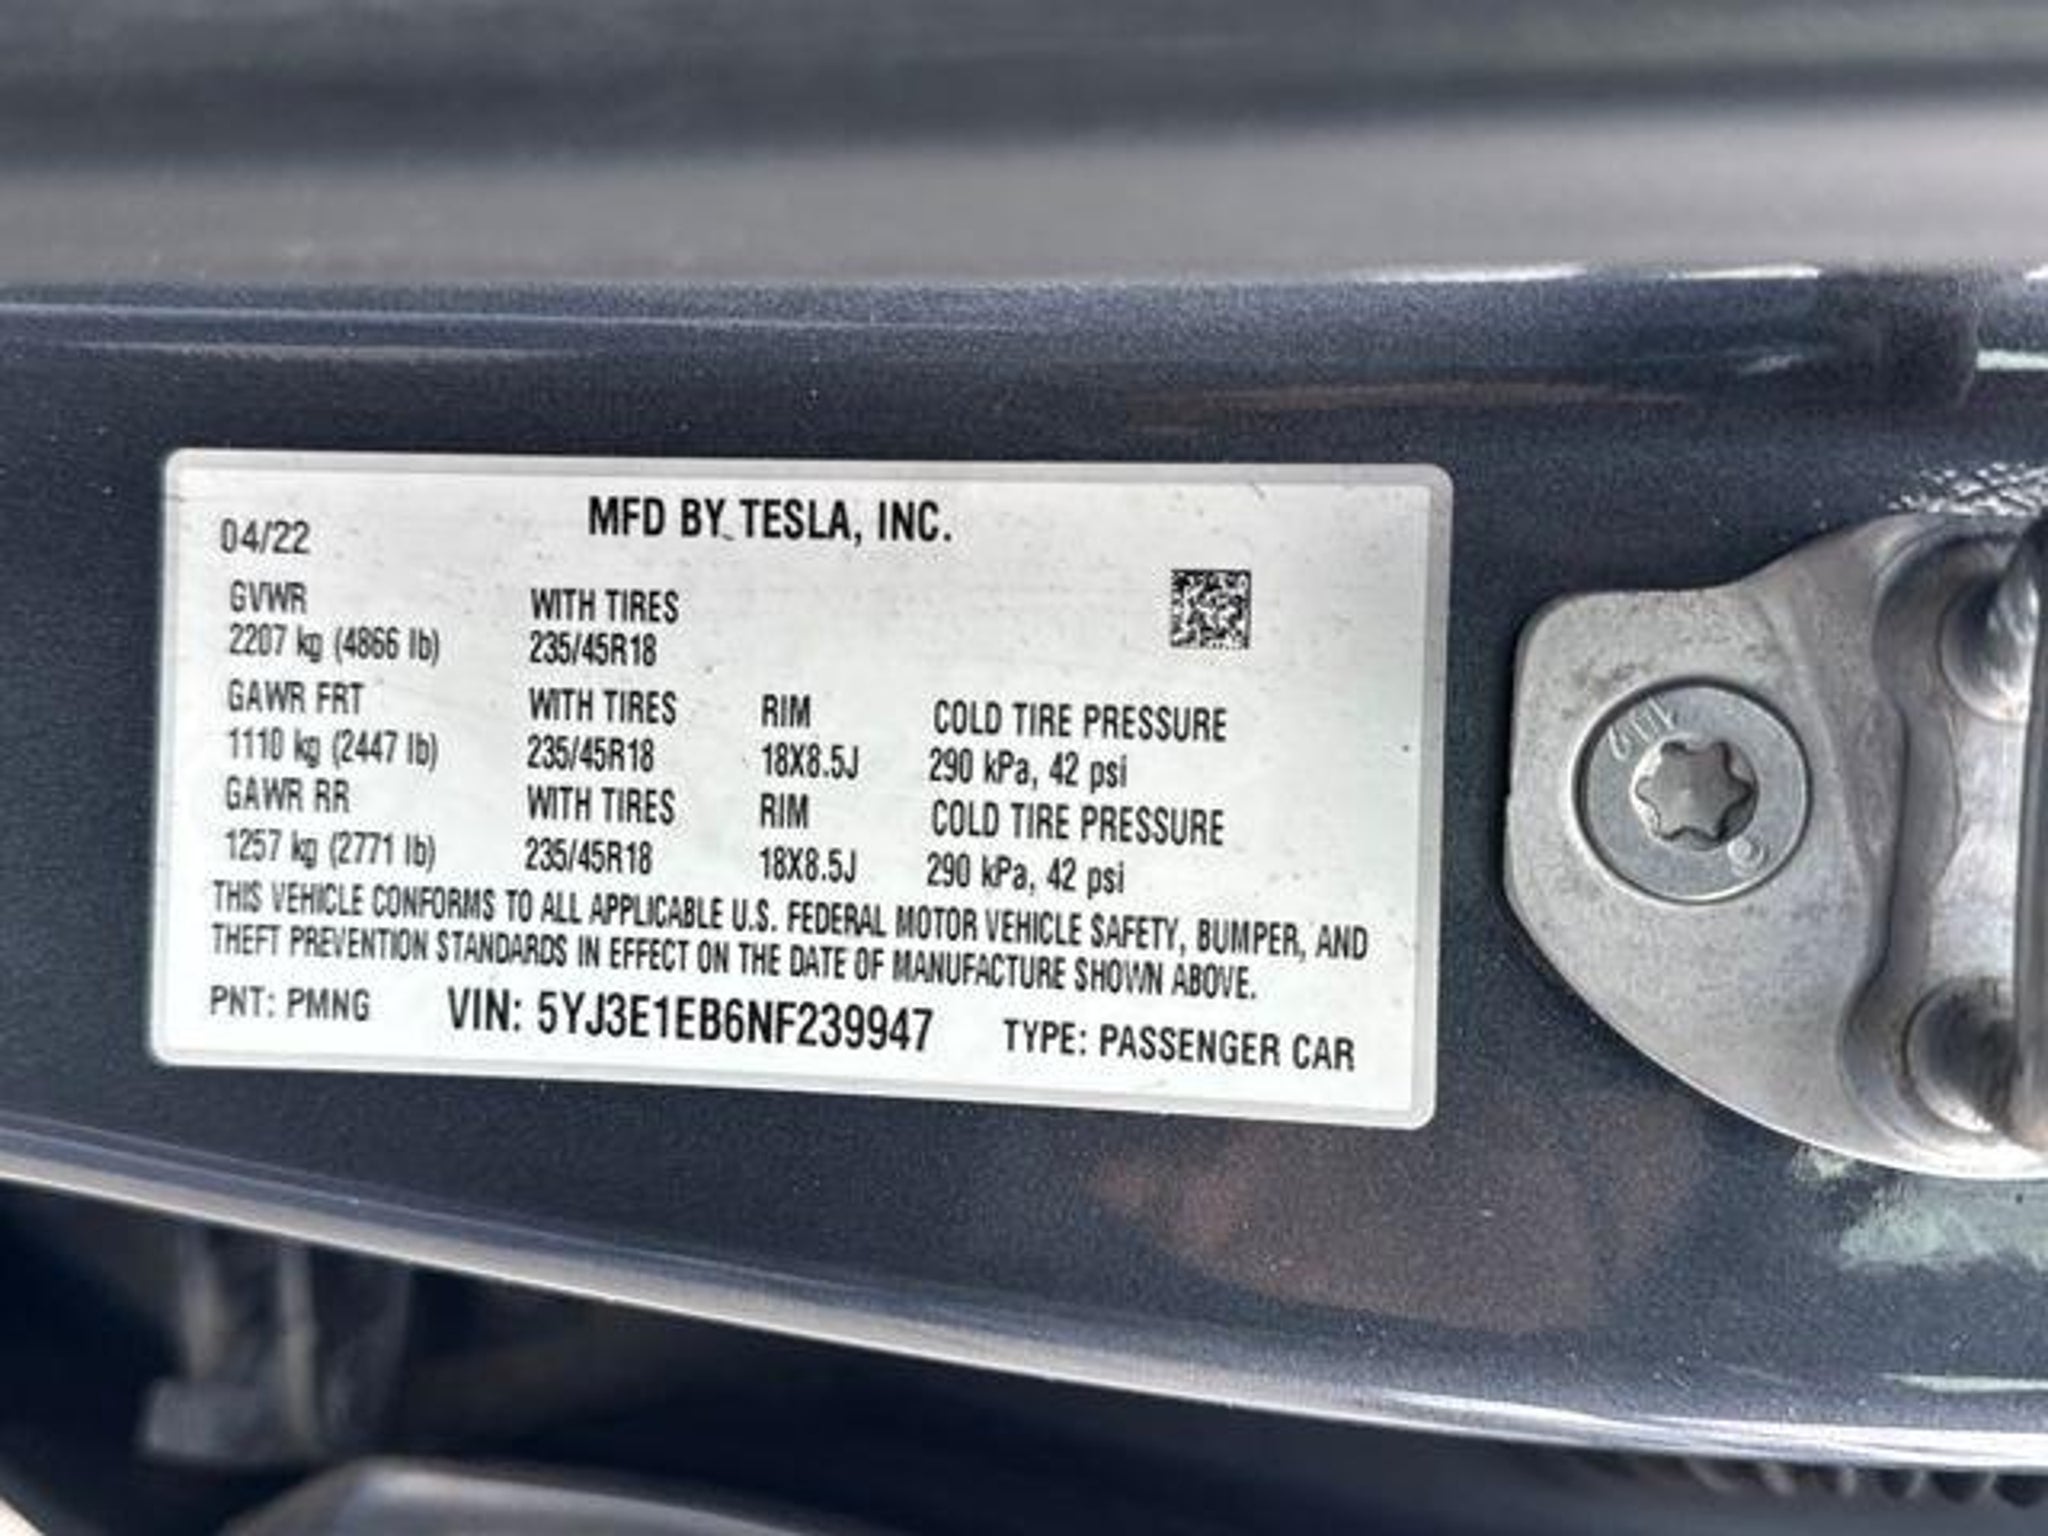 MFD BY TESLA, INC.
04/22
GVWR WITH TIRES
2207 kg (4866 lb) 235/45R18
GAWR FRT WITH TIRES RIM COLD TIRE PRESSURE
1110 kg (2447 lb) 235/45R18 18X8.5J 290 kPa, 42 psi
GAWR RR WITH TIRES RIM COLD TIRE PRESSURE
1257 kg (2771 lb) 235/45R18 18X8.5J 290 kPa, 42 psi
THIS VEHICLE CONFORMS TO ALL APPLICABLE U.S. FEDERAL MOTOR VEHICLE SAFETY, BUMPER, AND
THEFT PREVENTION STANDARDS IN EFFECT ON THE DATE OF MANUFACTURE SHOWN ABOVE.
PNT: PMNG VIN: 5YJ3E1EB6NF239947 TYPE: PASSENGER CAR